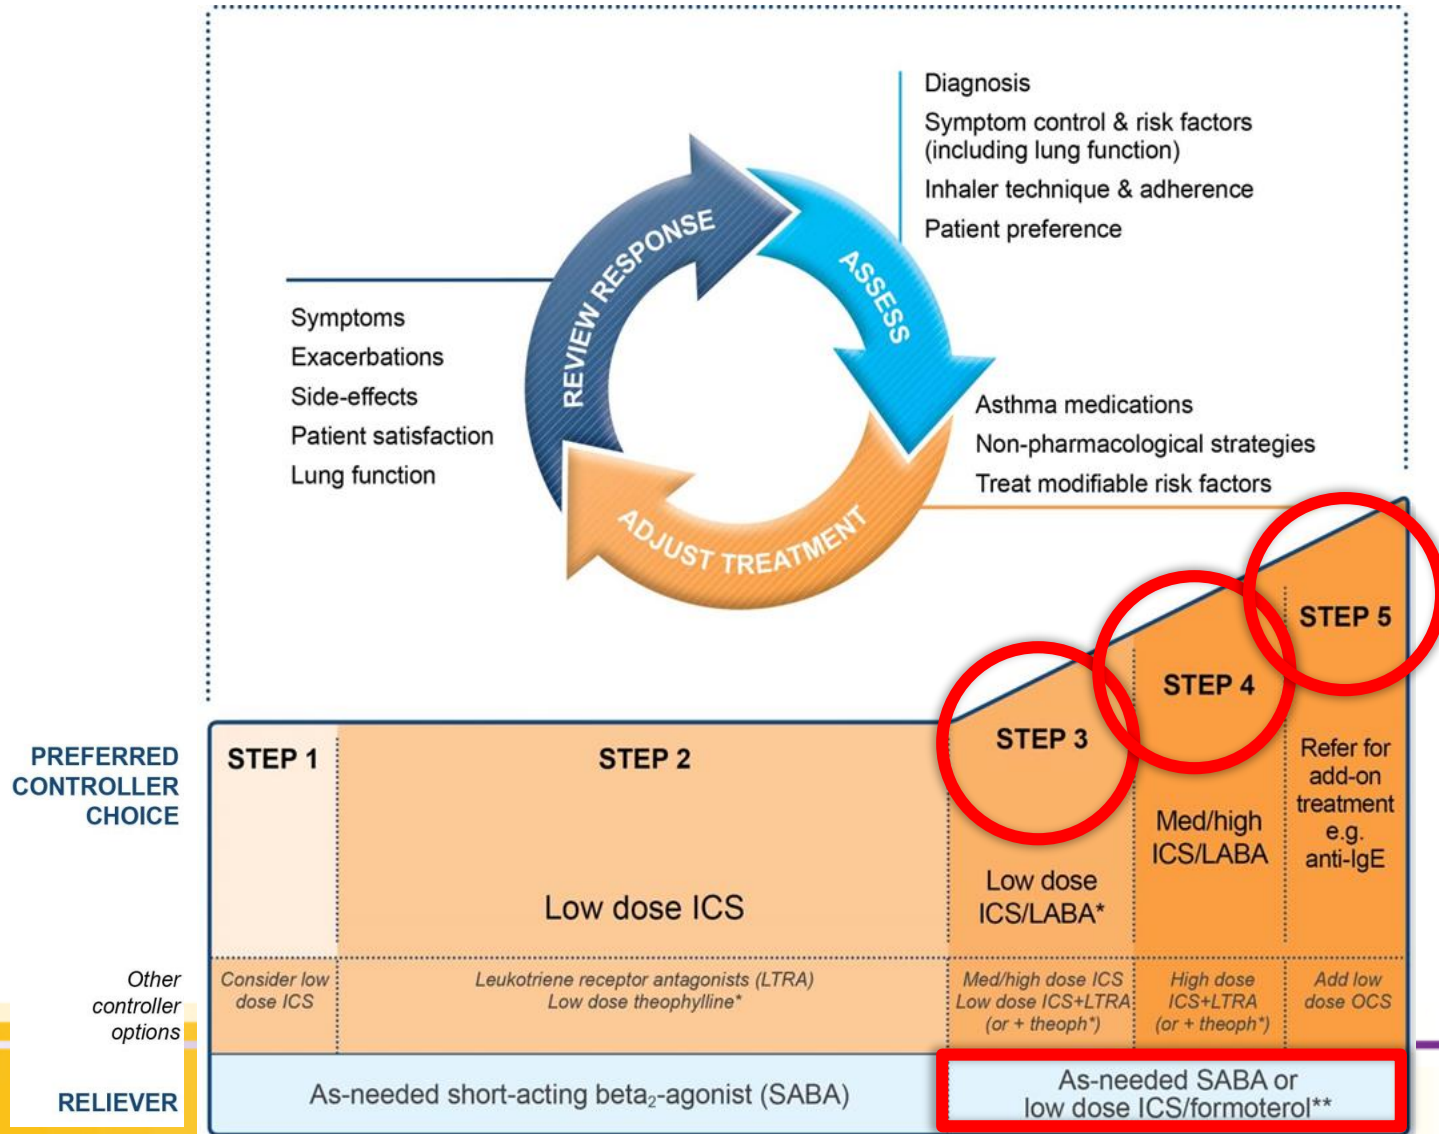 Diagnosis
Symptom control & risk factors
(including lung function)
Inhaler technique & adherence
Patient preference
REVIEW RESPONSE
ASSESS
ADJUST TREATMENT
Symptoms
Exacerbations
Side-effects
Patient satisfaction
Lung function
Asthma medications
Non-pharmacological strategies
Treat modifiable risk factors
PREFERRED
CONTROLLER
CHOICE
STEP 1
STEP 2
Low dose ICS
STEP 3
Low dose
ICS/LABA*
STEP 4
Med/high
ICS/LABA
STEP 5
Refer for
add-on
treatment
e.g.
anti-IgE
Other
controller
options
Consider low
dose ICS
Leukotriene receptor antagonists (LTRA)
Low dose theophylline*
Med/high dose ICS
Low dose ICS+LTRA
(or + theoph*)
High dose
ICS+LTRA
(or + theoph*)
Add low
dose OCS
RELIEVER
As-needed short-acting beta₂-agonist (SABA)
As-needed SABA or
low dose ICS/formoterol**